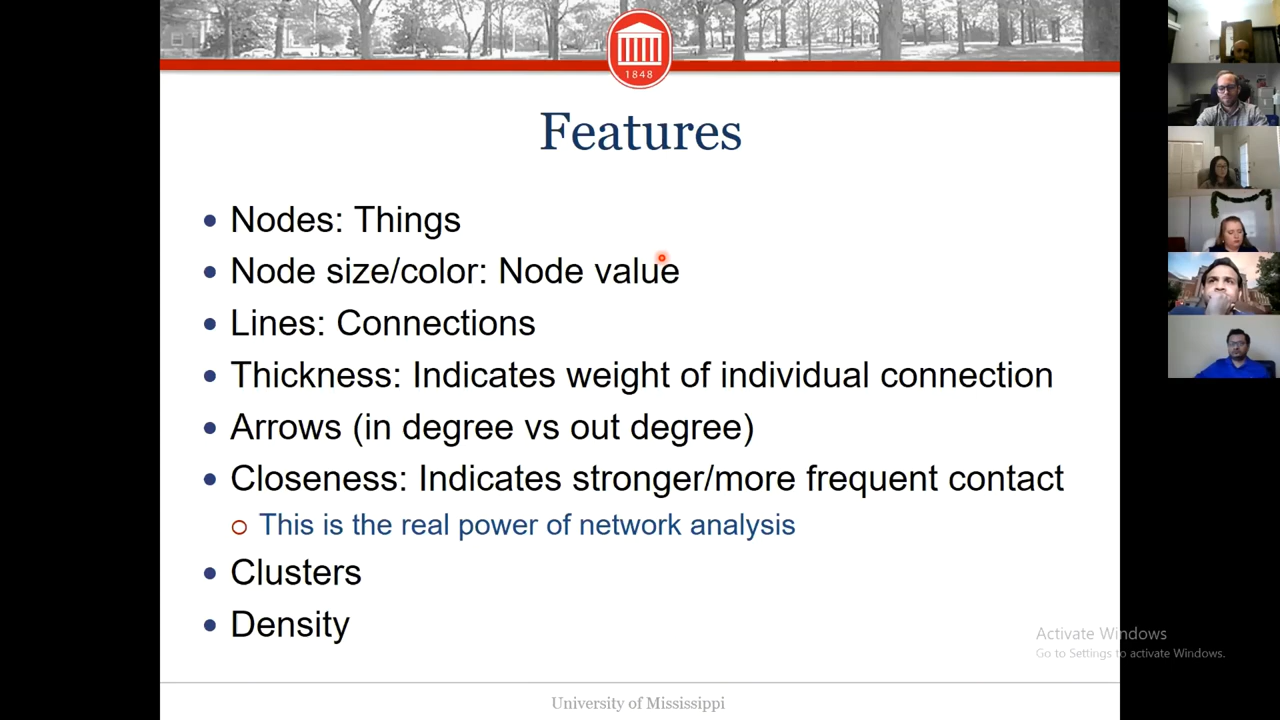 1848
Features
• Nodes: Things
• Node size/color: Node value
• Lines: Connections
• Thickness: Indicates weight of individual connection
• Arrows (in degree vs out degree)
• Closeness: Indicates stronger/more frequent contact
○ This is the real power of network analysis
• Clusters
• Density
Activate Windows
Go to Settings to activate Windows.
University of Mississippi